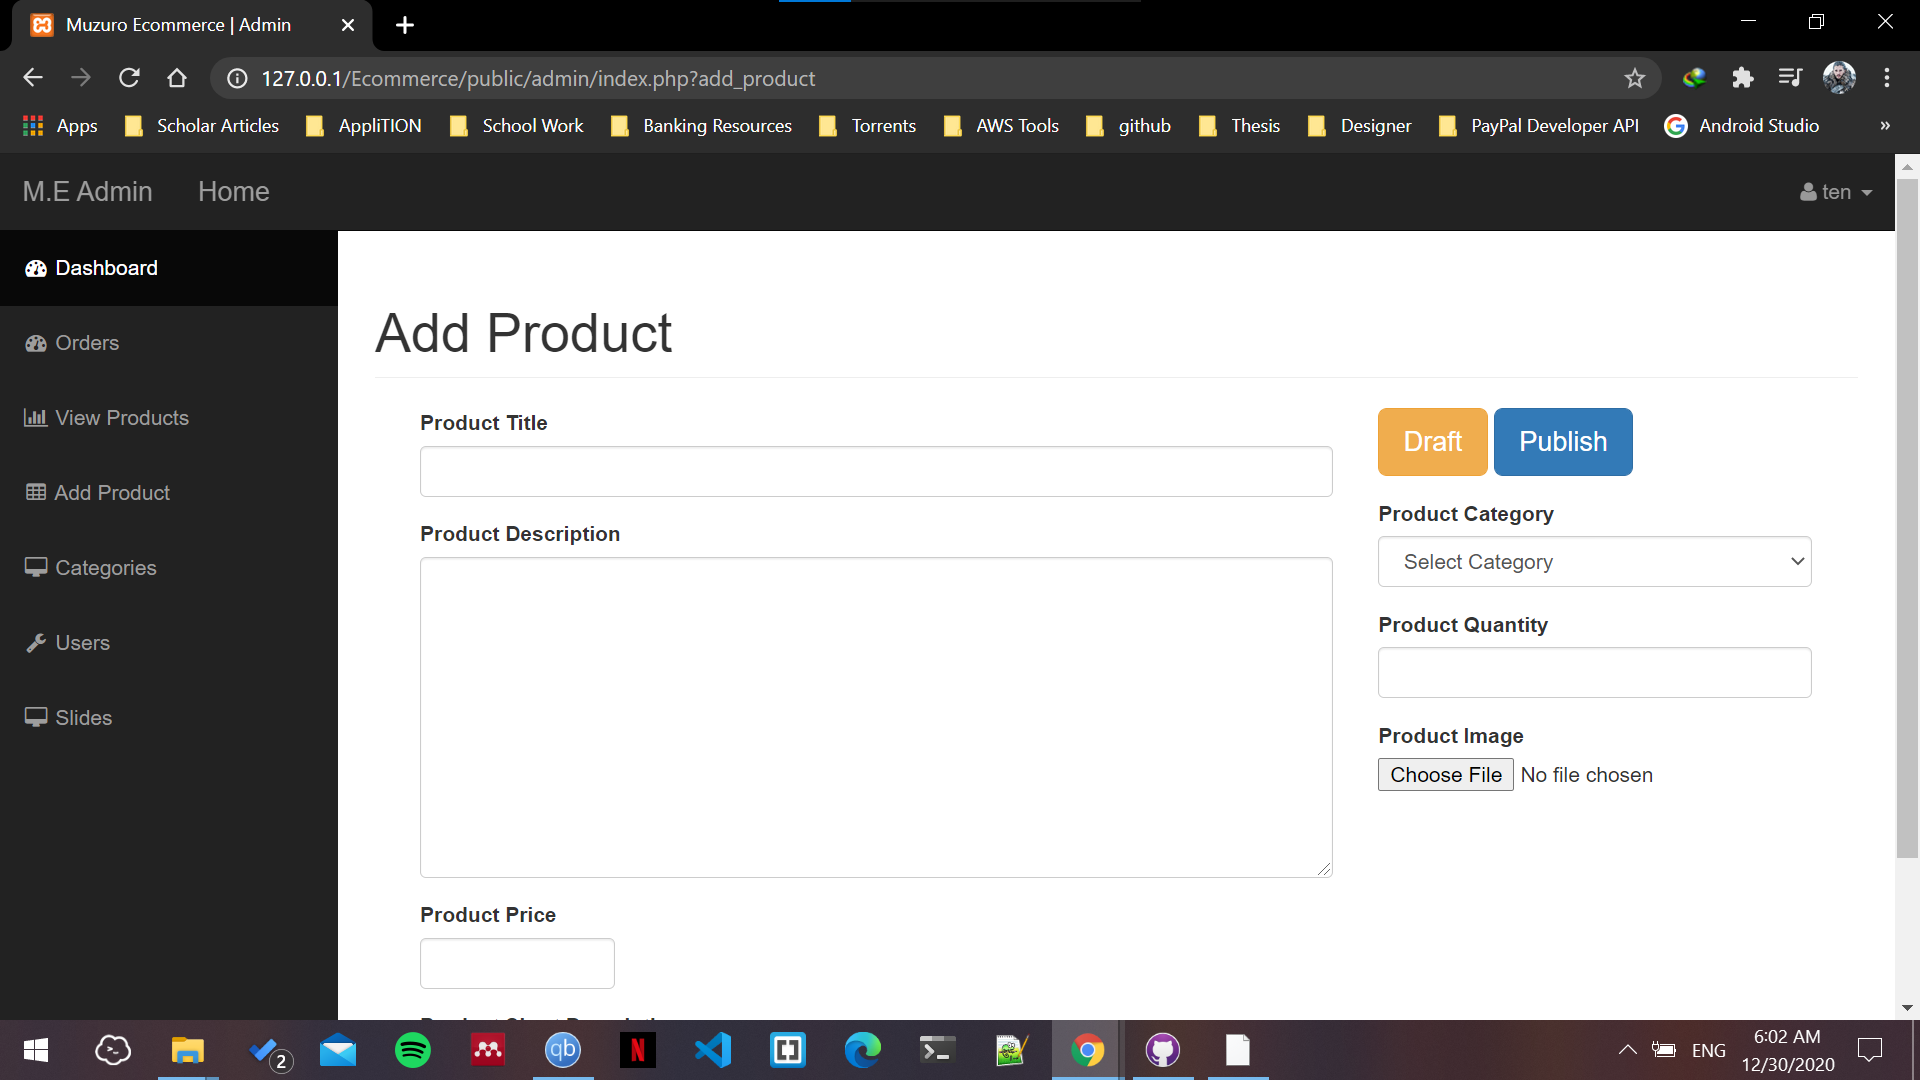 Muzuro Ecommerce | Admin
127.0.0.1/Ecommerce/public/admin/index.php?add_product
Apps Scholar Articles AppliTION School Work Banking Resources Torrents AWS Tools github Thesis Designer PayPal Developer API Android Studio »
M.E Admin Home ten
Dashboard
Orders
View Products
Add Product
Categories
Users
Slides
Add Product
Product Title
Product Description
Product Price
Draft Publish
Product Category
Select Category
Product Quantity
Product Image
Choose File No file chosen
2
qb
N
ENG
6:02 AM
12/30/2020